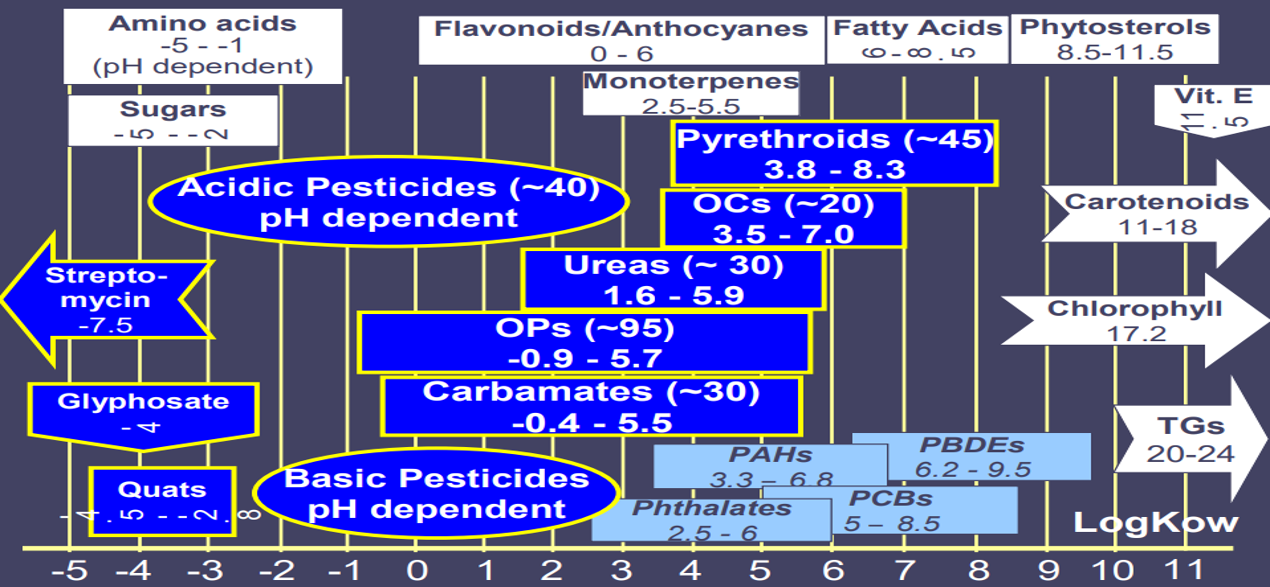 Amino acids
-5 - -1
(pH dependent)
Flavonoids/Anthocyanes
0 - 6
Fatty Acids
6-8.5
Phytosterols
8.5-11.5
Sugars
-5 - -2
Monoterpenes
2.5-5.5
Vit. E
11.5
Pyrethroids (~45)
3.8 - 8.3
Acidic Pesticides (~40)
pH dependent
OCs (~20)
3.5 - 7.0
Carotenoids
11-18
Strepto-
mycin
-7.5
Ureas (~ 30)
1.6 - 5.9
Chlorophyll
17.2
OPs (~95)
-0.9 - 5.7
Glyphosate
-4
Carbamates (~30)
-0.4 - 5.5
TGs
20-24
Quats
-4.5 - -2.8
Basic Pesticides
pH dependent
PAHs
3.3 – 6.8
PBDEs
6.2 - 9.5
Phthalates
2.5 - 6
PCBs
5 – 8.5
LogKow
-5 -4 -3 -2 -1 0 1 2 3 4 5 6 7 8 9 10 11